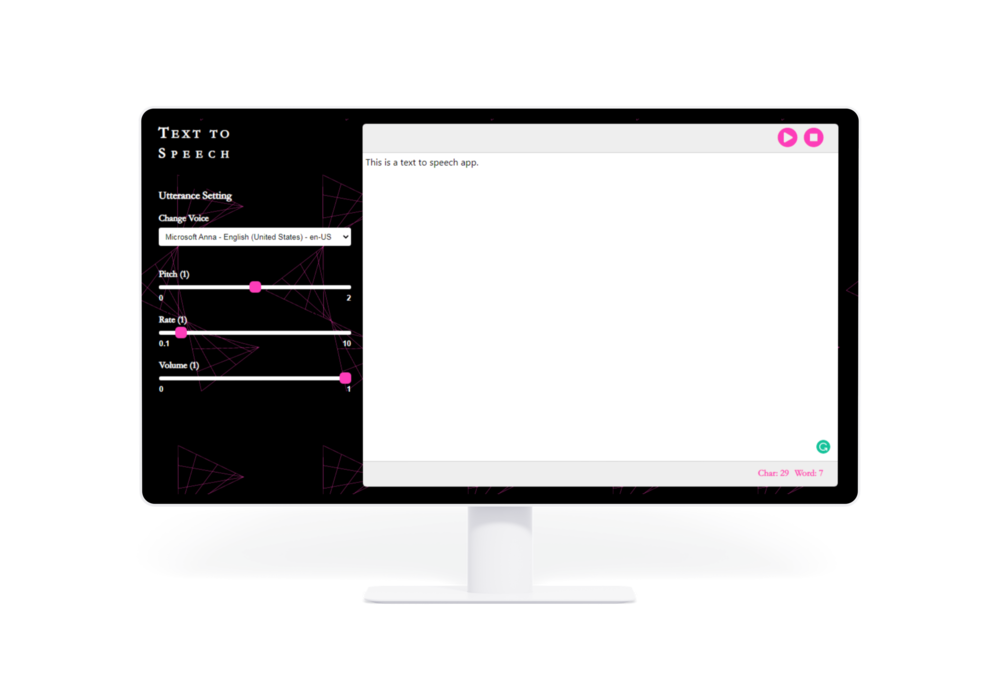 Text to
Speech
Utterance Setting
Change Voice
Microsoft Anna - English (United States) - en-US
Pitch (1)
0 2
Rate (1)
0.1 10
Volume (1)
0 1
This is a text to speech app.
Char: 29 Word: 7